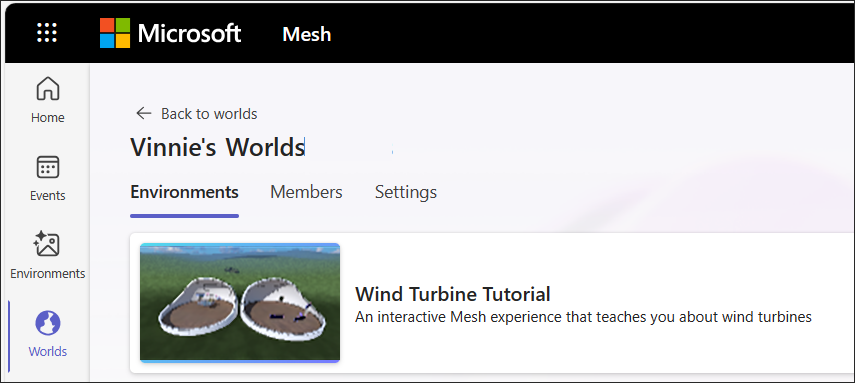 Microsoft Mesh
Home
Events
Environments
Worlds
Back to worlds
Vinnie's Worlds
Environments Members Settings
Wind Turbine Tutorial
An interactive Mesh experience that teaches you about wind turbines